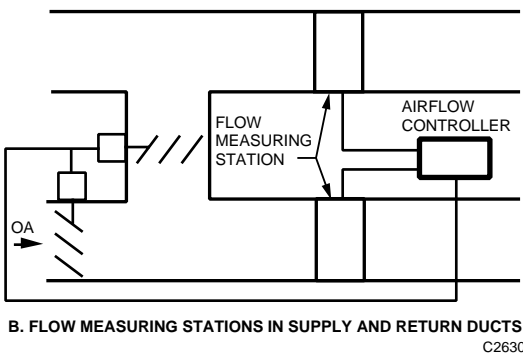 FLOW
MEASURING
STATION
AIRFLOW
CONTROLLER
OA
B. FLOW MEASURING STATIONS IN SUPPLY AND RETURN DUCTS
C2630